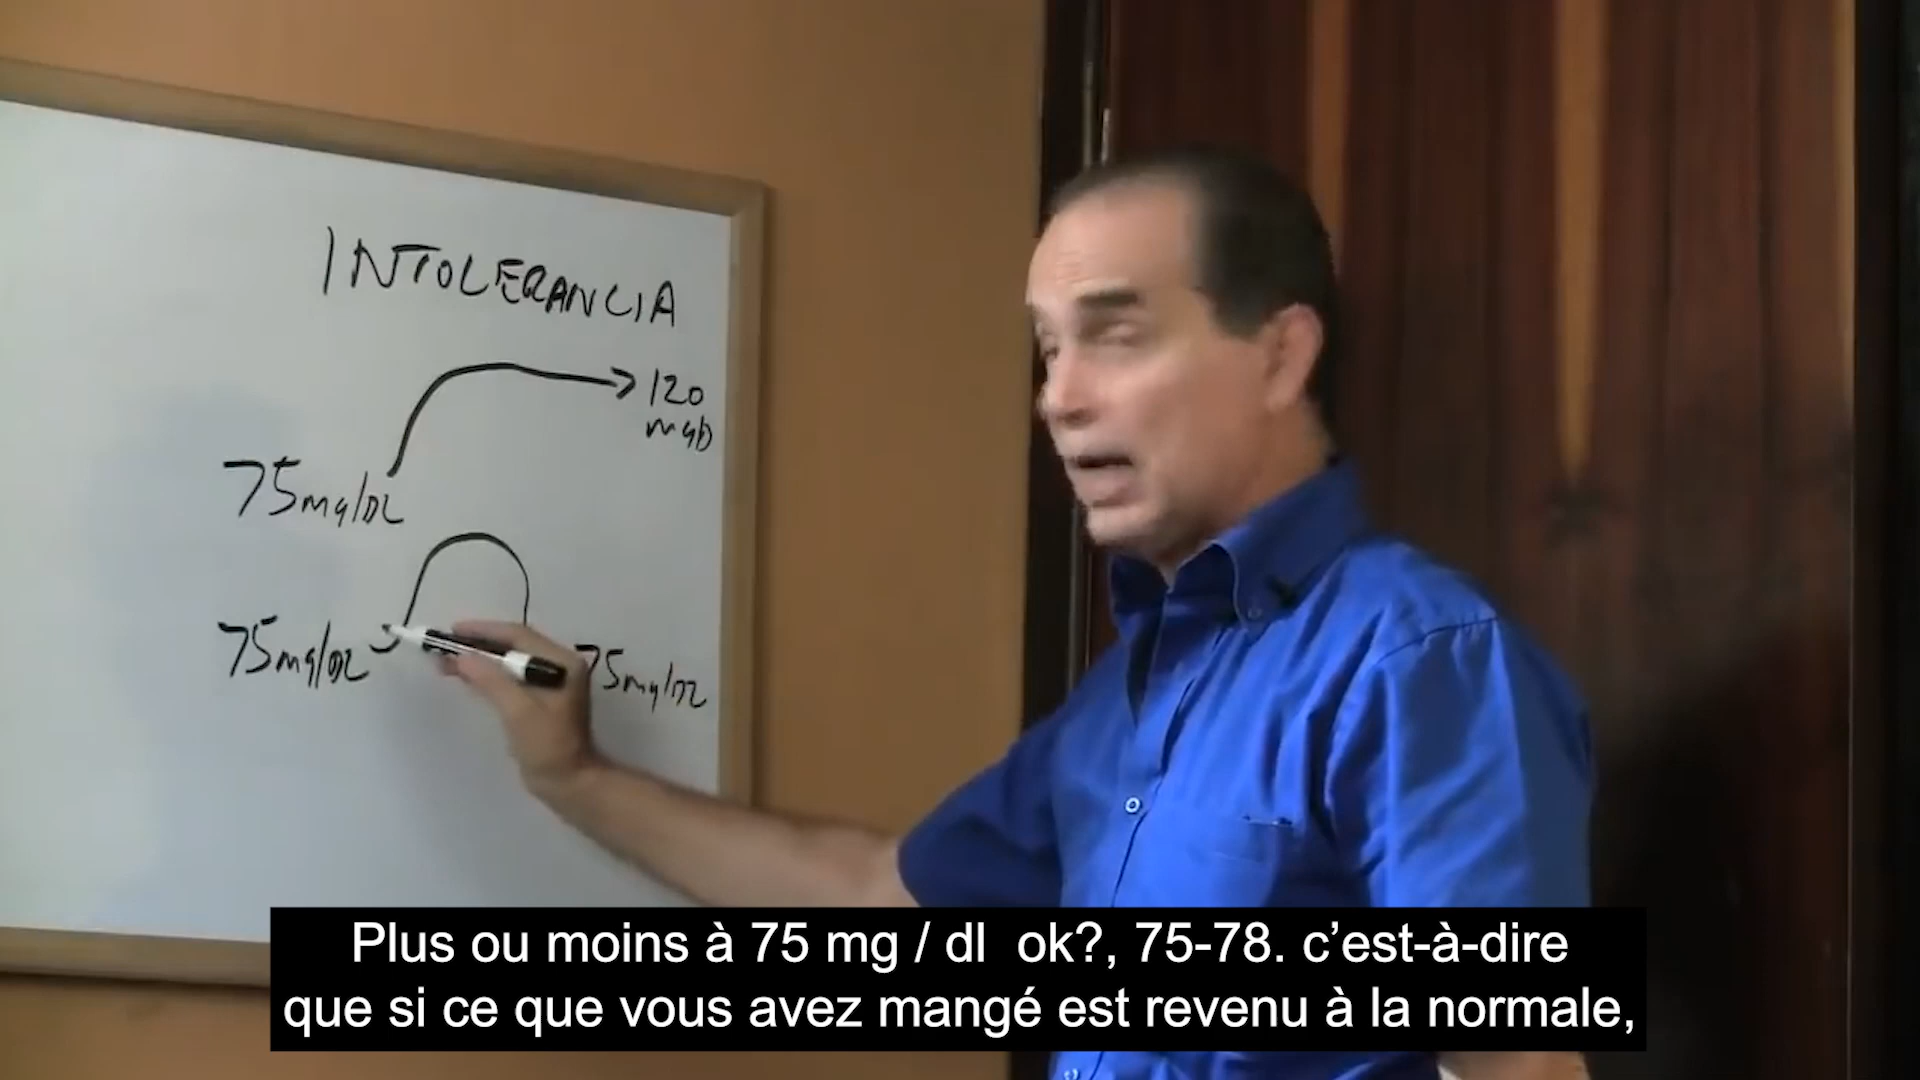 INTOLERANCIA
120
mg/D
75mg/DL
75mg/DL
75mg/DL
Plus ou moins à 75 mg / dl ok?, 75-78. c’est-à-dire
que si ce que vous avez mangé est revenu à la normale,